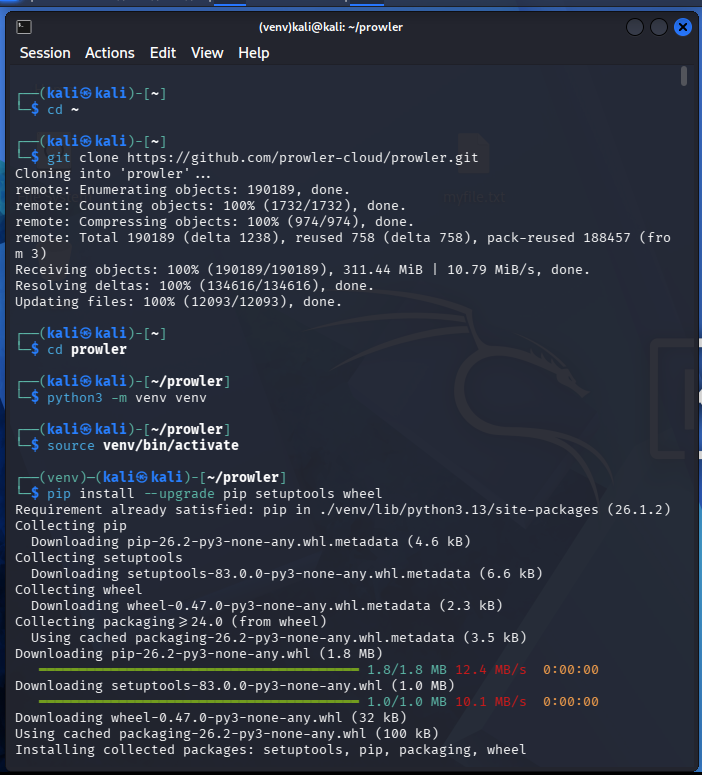 (venv)kali@kali: ~/prowler
Session Actions Edit View Help
┌──(kali㉿kali)-[~]
└─$ cd ~
┌──(kali㉿kali)-[~]
└─$ git clone https://github.com/prowler-cloud/prowler.git
Cloning into 'prowler'...
remote: Enumerating objects: 190189, done.
remote: Counting objects: 100% (1732/1732), done.
remote: Compressing objects: 100% (974/974), done.
remote: Total 190189 (delta 1238), reused 758 (delta 758), pack-reused 188457 (fro
m 3)
Receiving objects: 100% (190189/190189), 311.44 MiB | 10.79 MiB/s, done.
Resolving deltas: 100% (134616/134616), done.
Updating files: 100% (12093/12093), done.
┌──(kali㉿kali)-[~]
└─$ cd prowler
┌──(kali㉿kali)-[~/prowler]
└─$ python3 -m venv venv
┌──(kali㉿kali)-[~/prowler]
└─$ source venv/bin/activate
┌──(venv)─(kali㉿kali)-[~/prowler]
└─$ pip install --upgrade pip setuptools wheel
Requirement already satisfied: pip in ./venv/lib/python3.13/site-packages (26.1.2)
Collecting pip
Downloading pip-26.2-py3-none-any.whl.metadata (4.6 kB)
Collecting setuptools
Downloading setuptools-83.0.0-py3-none-any.whl.metadata (6.6 kB)
Collecting wheel
Downloading wheel-0.47.0-py3-none-any.whl.metadata (2.3 kB)
Collecting packaging>=24.0 (from wheel)
Using cached packaging-26.2-py3-none-any.whl.metadata (3.5 kB)
Downloading pip-26.2-py3-none-any.whl (1.8 MB)
1.8/1.8 MB 12.4 MB/s 0:00:00
Downloading setuptools-83.0.0-py3-none-any.whl (1.0 MB)
1.0/1.0 MB 10.1 MB/s 0:00:00
Downloading wheel-0.47.0-py3-none-any.whl (32 kB)
Using cached packaging-26.2-py3-none-any.whl (100 kB)
Installing collected packages: setuptools, pip, packaging, wheel